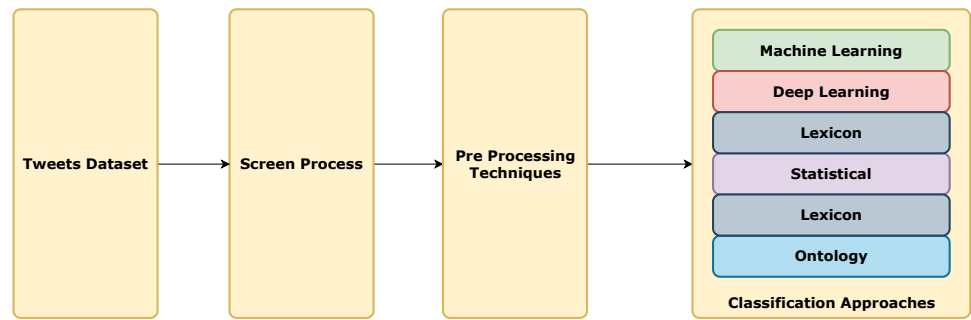 Tweets Dataset
Screen Process
Pre Processing
Techniques
Machine Learning
Deep Learning
Lexicon
Statistical
Lexicon
Ontology
Classification Approaches